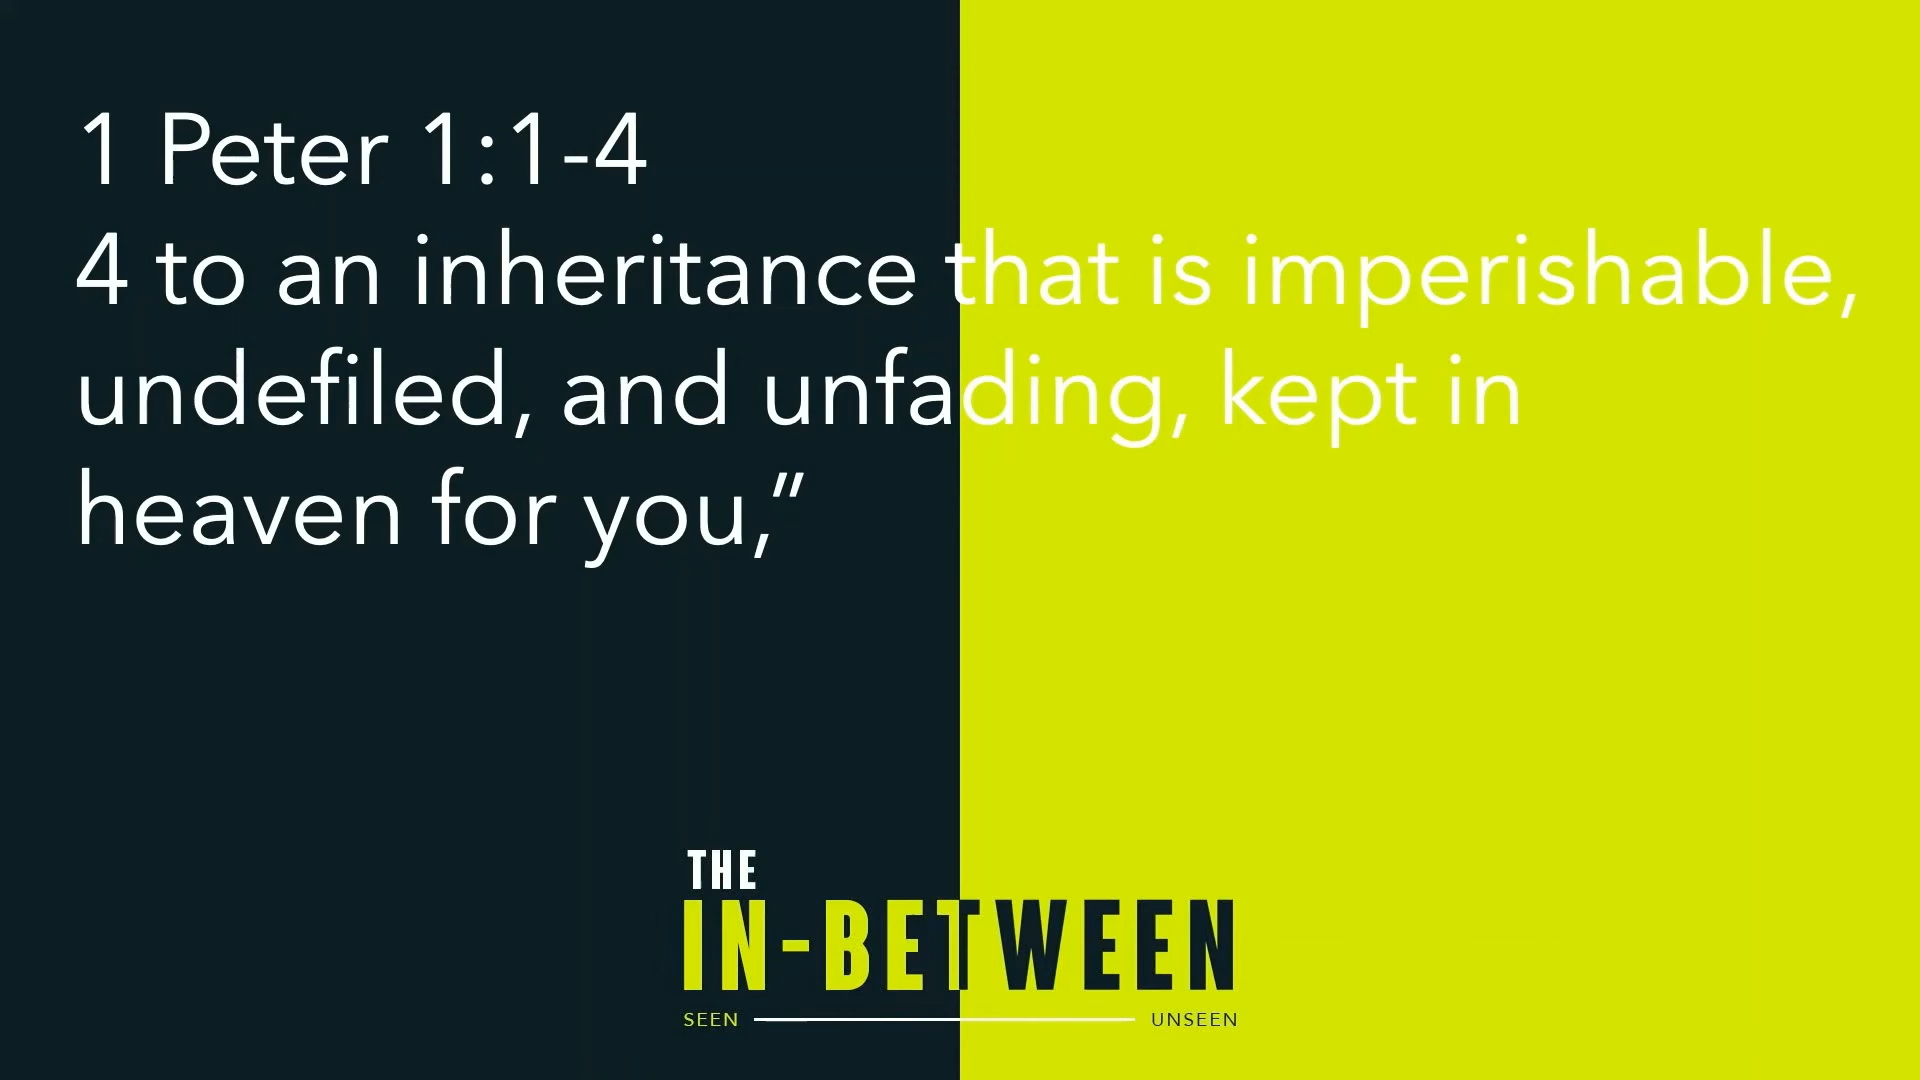 1 Peter 1:1-4
4 to an inheritance that is imperishable,
undefiled, and unfading, kept in
heaven for you,”
THE
IN-BETWEEN
SEEN UNSEEN